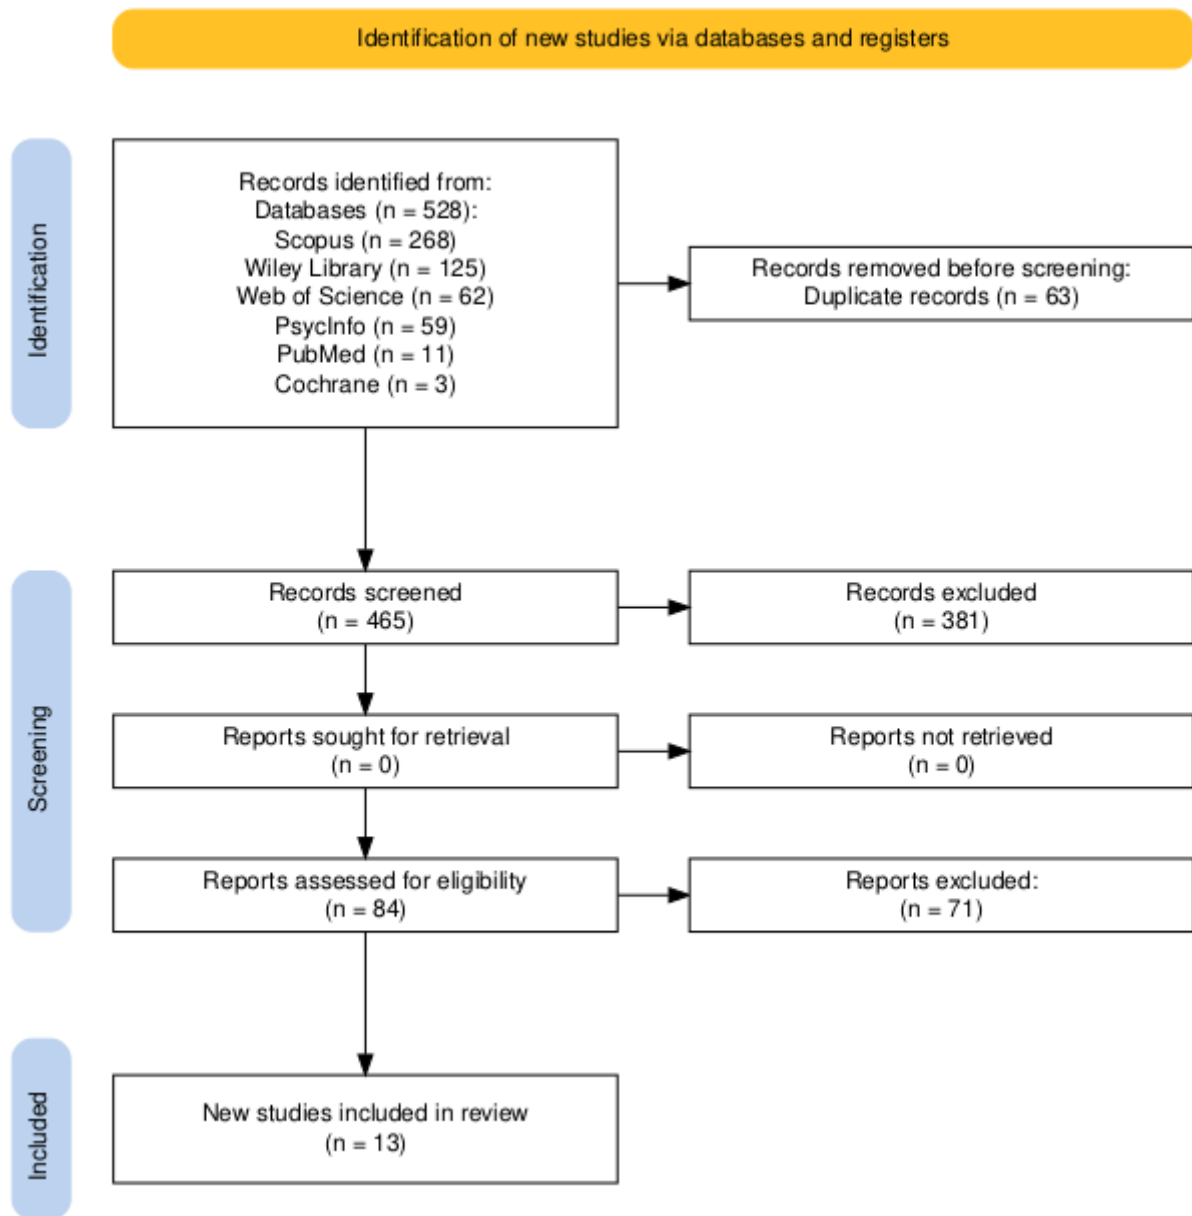 Identification of new studies via databases and registers
Identification
Records identified from:
Databases (n = 528):
Scopus (n = 268)
Wiley Library (n = 125)
Web of Science (n = 62)
PsycInfo (n = 59)
PubMed (n = 11)
Cochrane (n = 3)
Records removed before screening:
Duplicate records (n = 63)
Screening
Records screened
(n = 465)
Records excluded
(n = 381)
Reports sought for retrieval
(n = 0)
Reports not retrieved
(n = 0)
Reports assessed for eligibility
(n = 84)
Reports excluded:
(n = 71)
Included
New studies included in review
(n = 13)